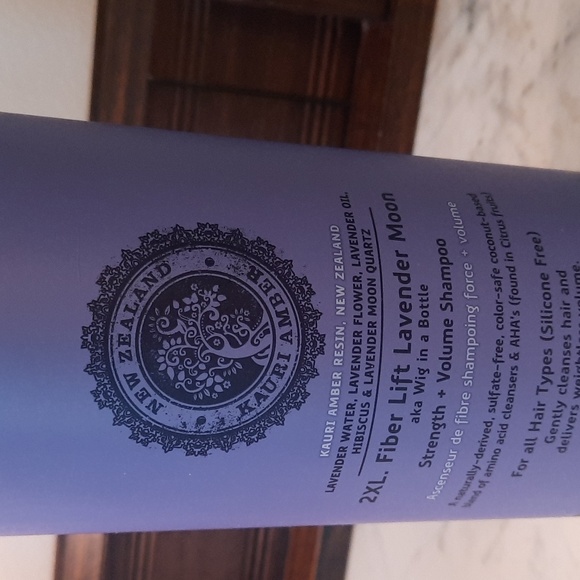 NEW ZEALAND
KAURI AMBER
KAURI AMBER RESIN, NEW ZEALAND
LAVENDER WATER, LAVENDER FLOWER, LAVENDER OIL,
HIBISCUS & LAVENDER MOON QUARTZ
2XL. Fiber Lift Lavender Moon
aka Wig in a Bottle
Strength + Volume Shampoo
Ascenseur de fibre shampoing force + volume
A naturally-derived, sulfate-free, color-safe coconut-based
blend of amino acid cleansers & AHA's (found in Citrus fruits)
For all Hair Types (Silicone Free)
Gently cleanses hair and
delivers